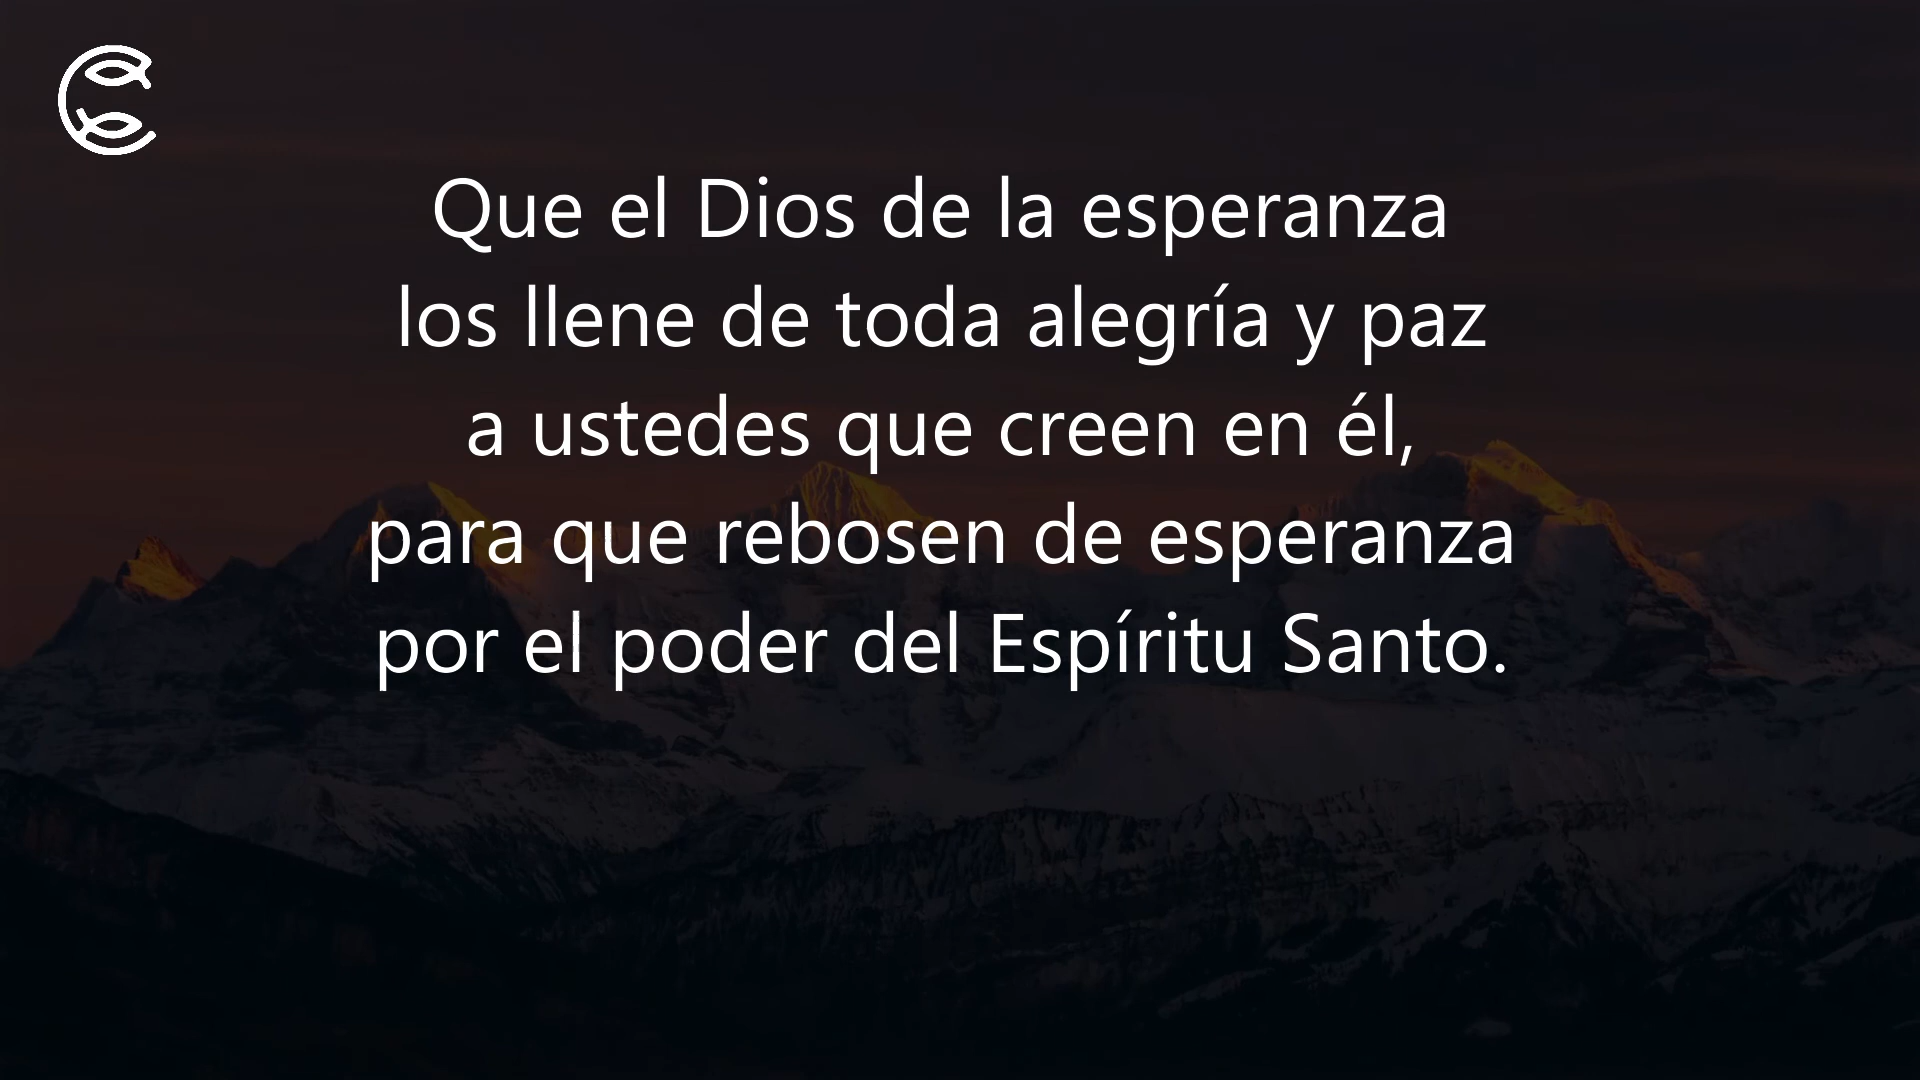 Que el Dios de la esperanza
los llene de toda alegría y paz
a ustedes que creen en él,
para que rebosen de esperanza
por el poder del Espíritu Santo.